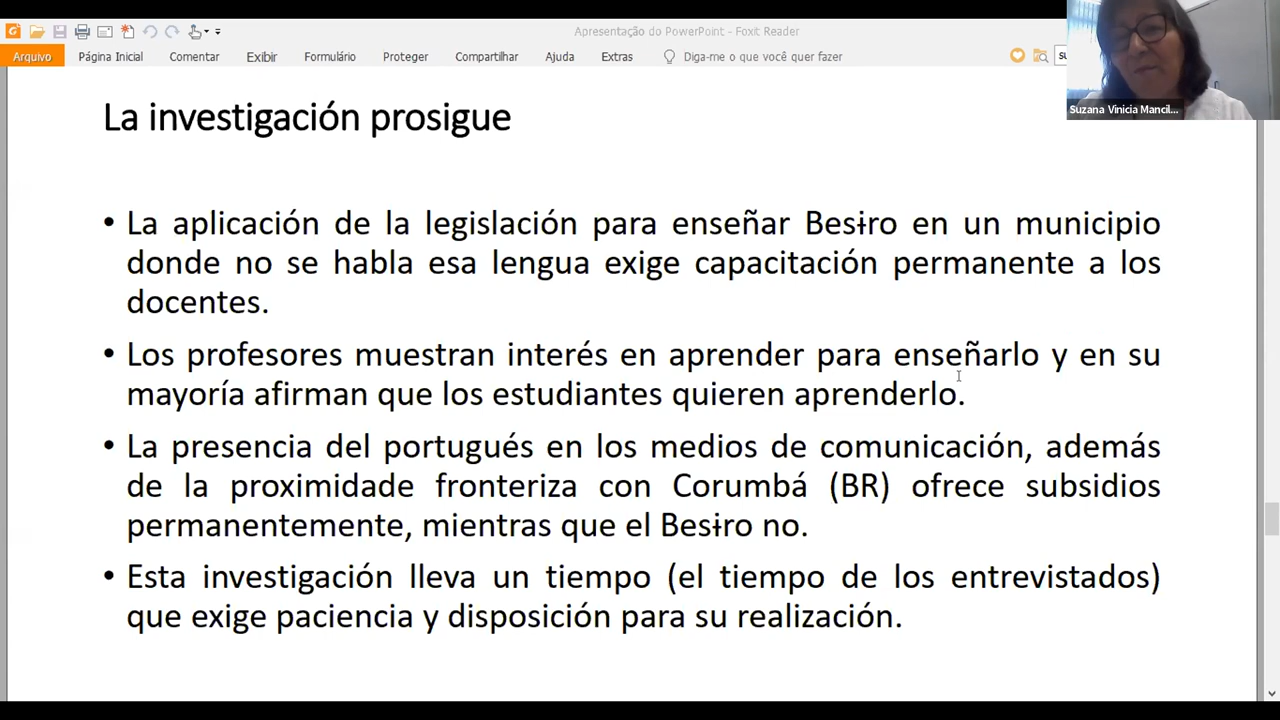 Apresentação do PowerPoint - Foxit Reader
Arquivo Página Inicial Comentar Exibir Formulário Proteger Compartilhar Ajuda Extras Diga-me o que você quer fazer
Suzana Vinicia Mancil...
La investigación prosigue
• La aplicación de la legislación para enseñar Besɨro en un municipio
donde no se habla esa lengua exige capacitación permanente a los
docentes.
• Los profesores muestran interés en aprender para enseñarlo y en su
mayoría afirman que los estudiantes quieren aprenderlo.
• La presencia del portugués en los medios de comunicación, además
de la proximidade fronteriza con Corumbá (BR) ofrece subsidios
permanentemente, mientras que el Besɨro no.
• Esta investigación lleva un tiempo (el tiempo de los entrevistados)
que exige paciencia y disposición para su realización.